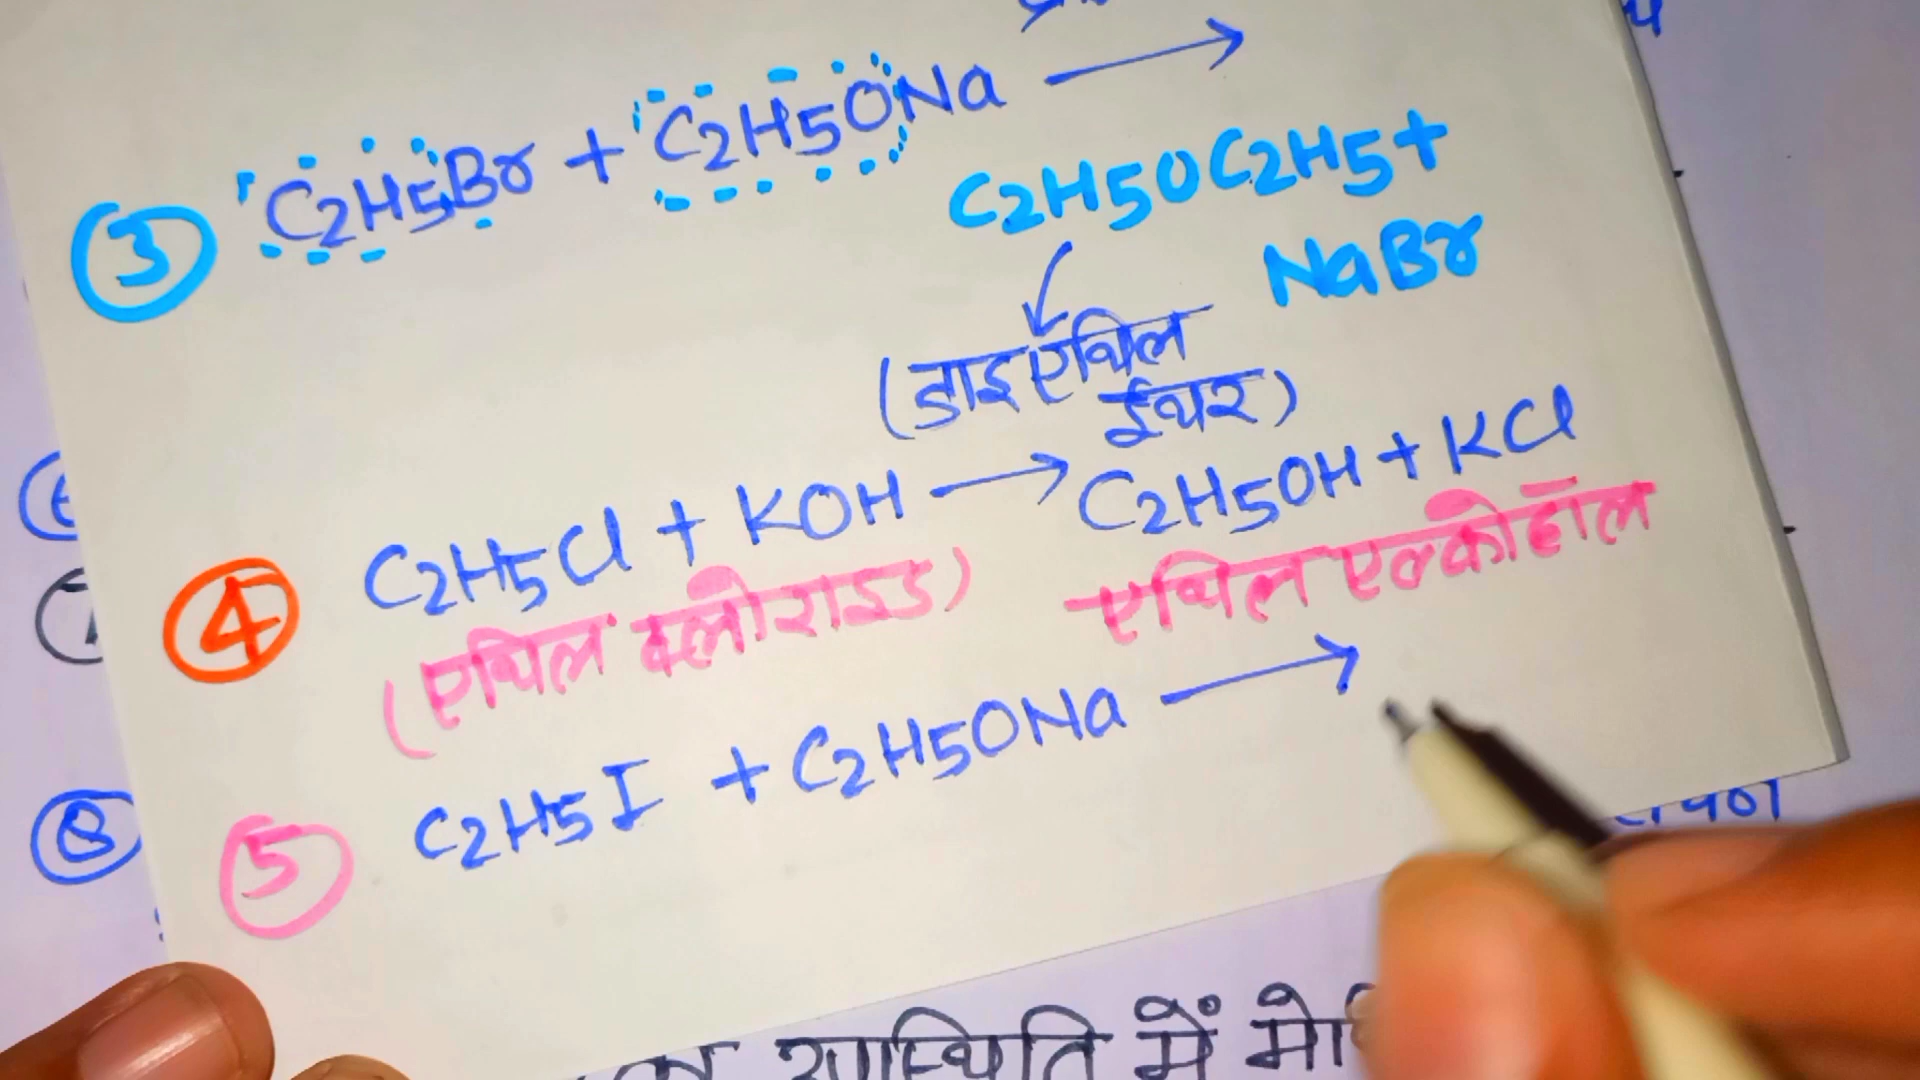 ③ C2H5Br + C2H5ONa →
C2H5OC2H5 +
NaBr
(डाइएथिल
ईथर)
④ C2H5Cl + KOH → C2H5OH + KCl
(एथिल क्लोराइड) एथिल एल्कोहॉल
⑤ C2H5I + C2H5ONa →
⑧
उपस्थिति में